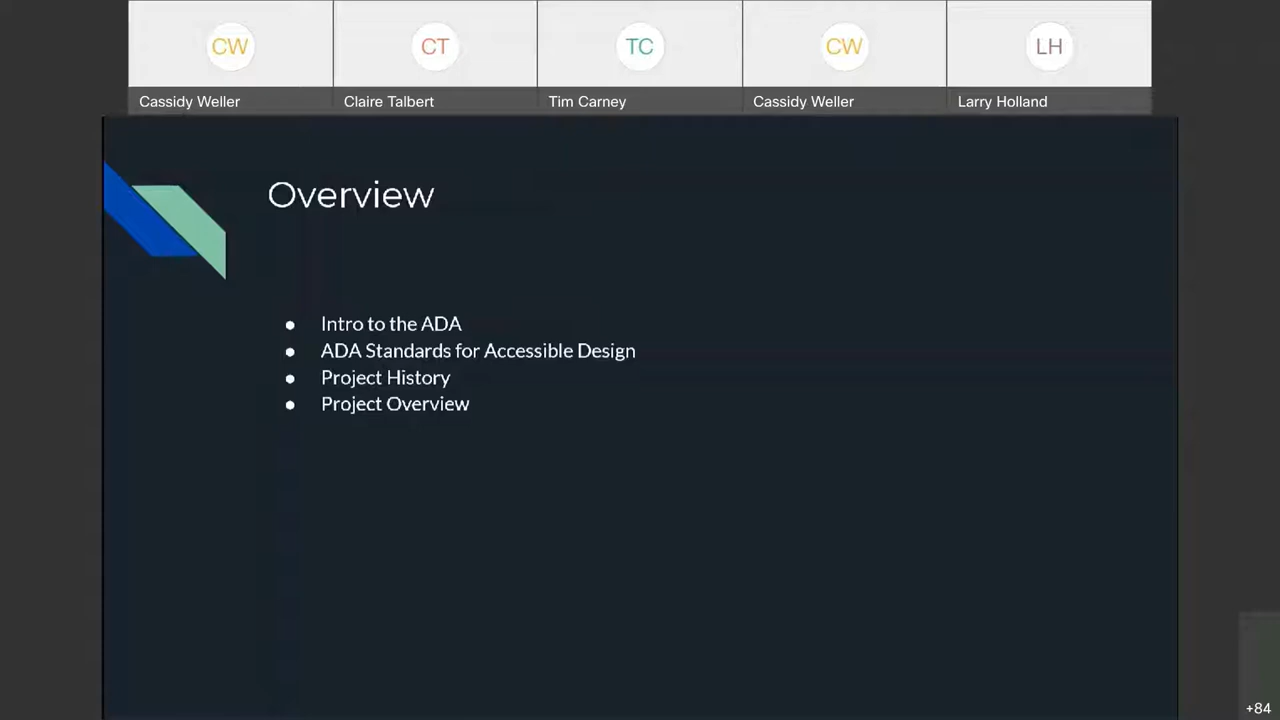 CW
CT
TC
CW
LH
Cassidy Weller
Claire Talbert
Tim Carney
Cassidy Weller
Larry Holland
Overview
● Intro to the ADA
● ADA Standards for Accessible Design
● Project History
● Project Overview
+84